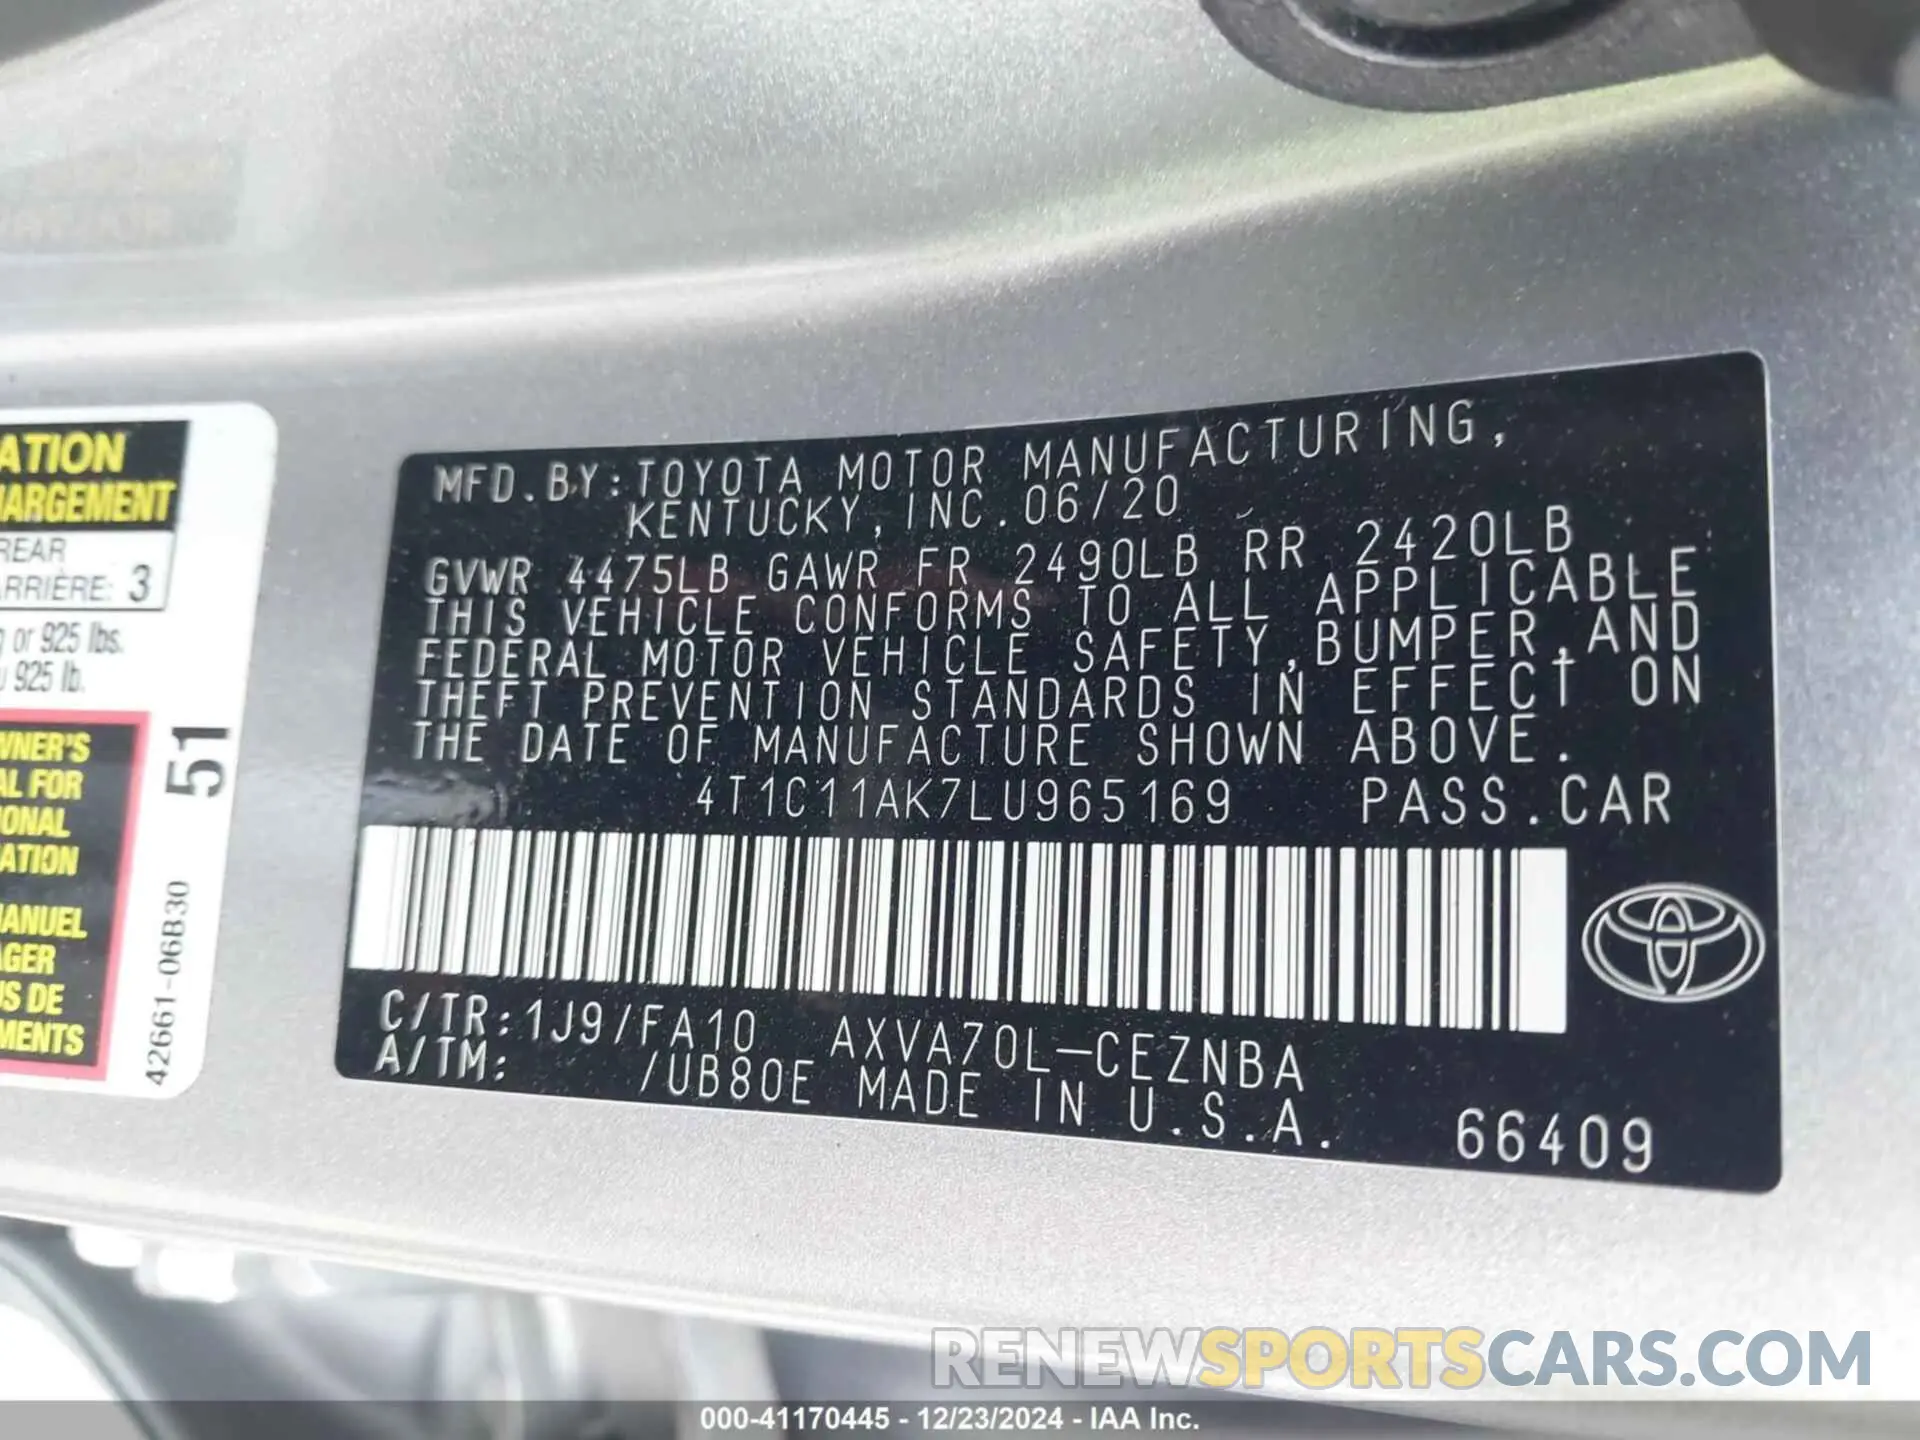 ATION
HARGEMENT
REAR
ARRIÈRE: 3
or 925 lbs.
925 lb.
WNER'S
AL FOR
IONAL
ATION
MANUEL
AGER
US DE
MENTS
51
42661-06B30
MFD.BY:TOYOTA MOTOR MANUFACTURING,
KENTUCKY,INC.06/20
GVWR 4475LB GAWR FR 2490LB RR 2420LB
THIS VEHICLE CONFORMS TO ALL APPLICABLE
FEDERAL MOTOR VEHICLE SAFETY,BUMPER,AND
THEFT PREVENTION STANDARDS IN EFFECT ON
THE DATE OF MANUFACTURE SHOWN ABOVE.
4T1C11AK7LU965169 PASS.CAR
C/TR:1J9/FA10 AXVA70L-CEZNBA
A/TM: /UB80E MADE IN U.S.A.
66409
RENEWSPORTSCARS.COM
000-41170445 - 12/23/2024 - IAA Inc.